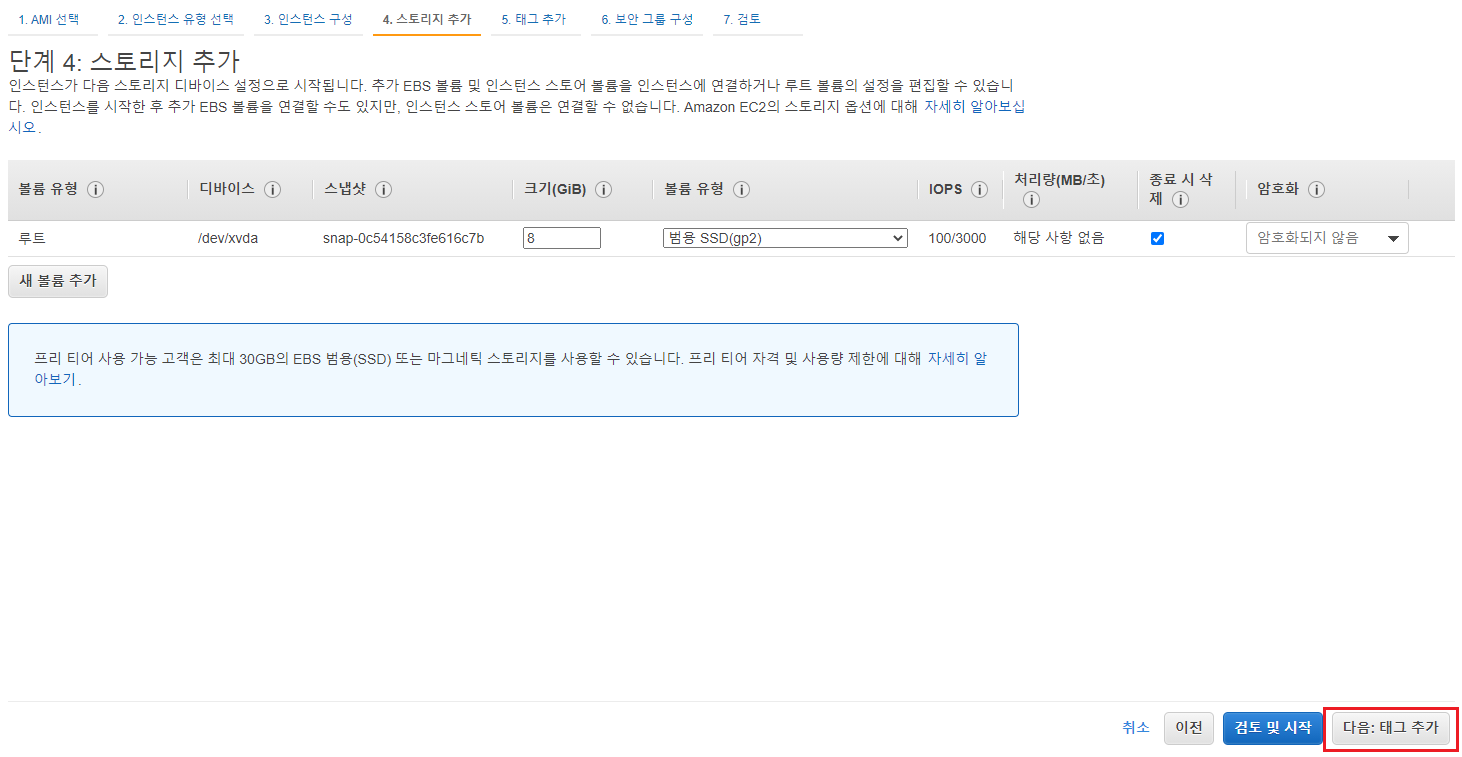 1. AMI 선택 2. 인스턴스 유형 선택 3. 인스턴스 구성 4. 스토리지 추가 5. 태그 추가 6. 보안 그룹 구성 7. 검토
단계 4: 스토리지 추가
인스턴스가 다음 스토리지 디바이스 설정으로 시작됩니다. 추가 EBS 볼륨 및 인스턴스 스토어 볼륨을 인스턴스에 연결하거나 루트 볼륨의 설정을 편집할 수 있습니
다. 인스턴스를 시작한 후 추가 EBS 볼륨을 연결할 수도 있지만, 인스턴스 스토어 볼륨은 연결할 수 없습니다. Amazon EC2의 스토리지 옵션에 대해 자세히 알아보십
시오.
볼륨 유형 i 디바이스 i 스냅샷 i 크기(GiB) i 볼륨 유형 i IOPS i 처리량(MB/초) i 종료 시 삭제 i 암호화 i
루트 /dev/xvda snap-0c54158c3fe616c7b 8 범용 SSD(gp2) 100/3000 해당 사항 없음 암호화되지 않음
새 볼륨 추가
프리 티어 사용 가능 고객은 최대 30GB의 EBS 범용(SSD) 또는 마그네틱 스토리지를 사용할 수 있습니다. 프리 티어 자격 및 사용량 제한에 대해 자세히 알
아보기.
취소 이전 검토 및 시작 다음: 태그 추가